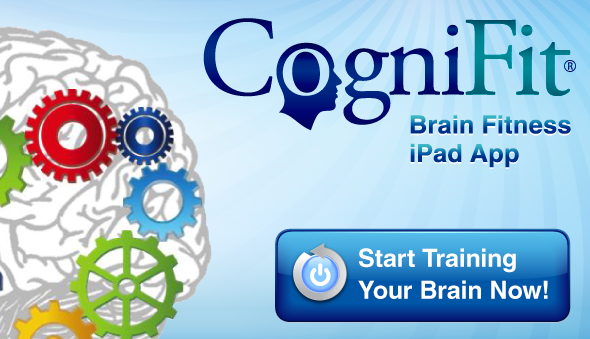 CogniFit®
Brain Fitness
iPad App
Start Training
Your Brain Now!